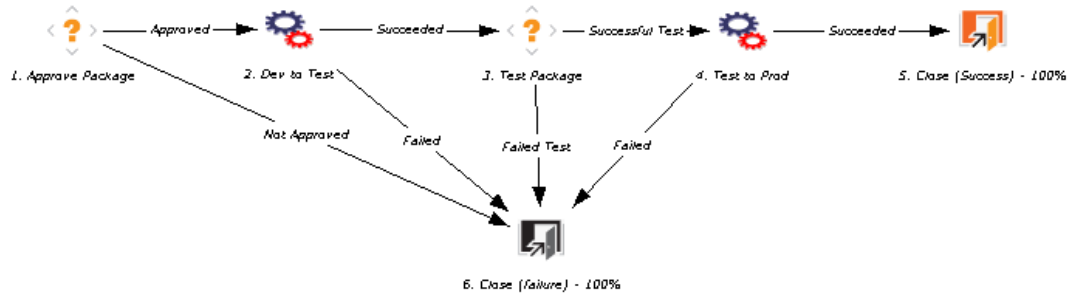 ?
?
Approved
Succeeded
Successful Test
Succeeded
1. Approve Package
2. Dev to Test
3. Test Package
4. Test to Prod
5. Close (Success) - 100%
Not Approved
Failed
Failed Test
Failed
6. Close (failure) - 100%